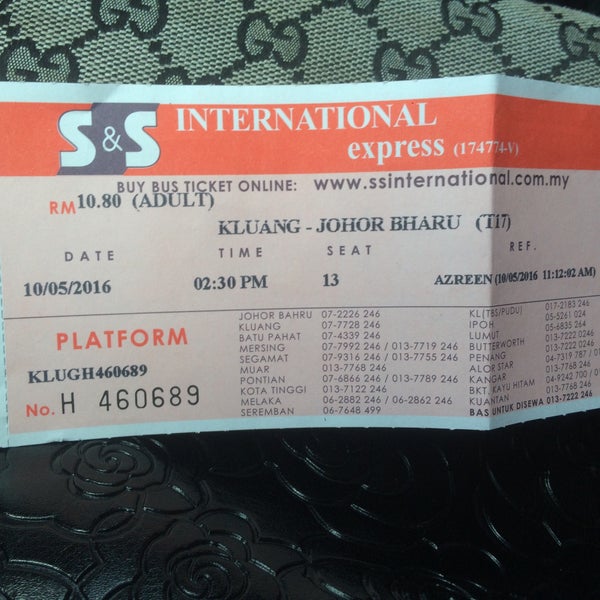 S&S INTERNATIONAL
express (174774-V)
BUY BUS TICKET ONLINE: www.ssinternational.com.my
RM10.80 (ADULT)
KLUANG - JOHOR BHARU (T17)
DATE TIME SEAT REF.
10/05/2016 02:30 PM 13 AZREEN (10/05/2016 11:12:02 AM)
PLATFORM
KLUGH460689
No. H 460689
JOHOR BAHRU 07-2226 246
KLUANG 07-7728 246
BATU PAHAT 07-4339 246
MERSING 07-7992 246 / 013-7719 246
SEGAMAT 07-9316 246 / 013-7755 246
MUAR 013-7768 246
PONTIAN 07-6866 246 / 013-7789 246
KOTA TINGGI 013-7122 246
MELAKA 06-2882 246 / 06-2862 246
SEREMBAN 06-7648 499
KL(TBS/PUDU) 017-2183 246
IPOH 05-5261 024
LUMUT 05-6835 264
BUTTERWORTH 013-7222 0246
PENANG 013-7222 0246
ALOR STAR 04-7319 787 /
KANGAR 013-7768 246
BKT. KAYU HITAM 04-9242 700 /
KUANTAN 013-7768 246
BAS UNTUK DISEWA 013-7222 246